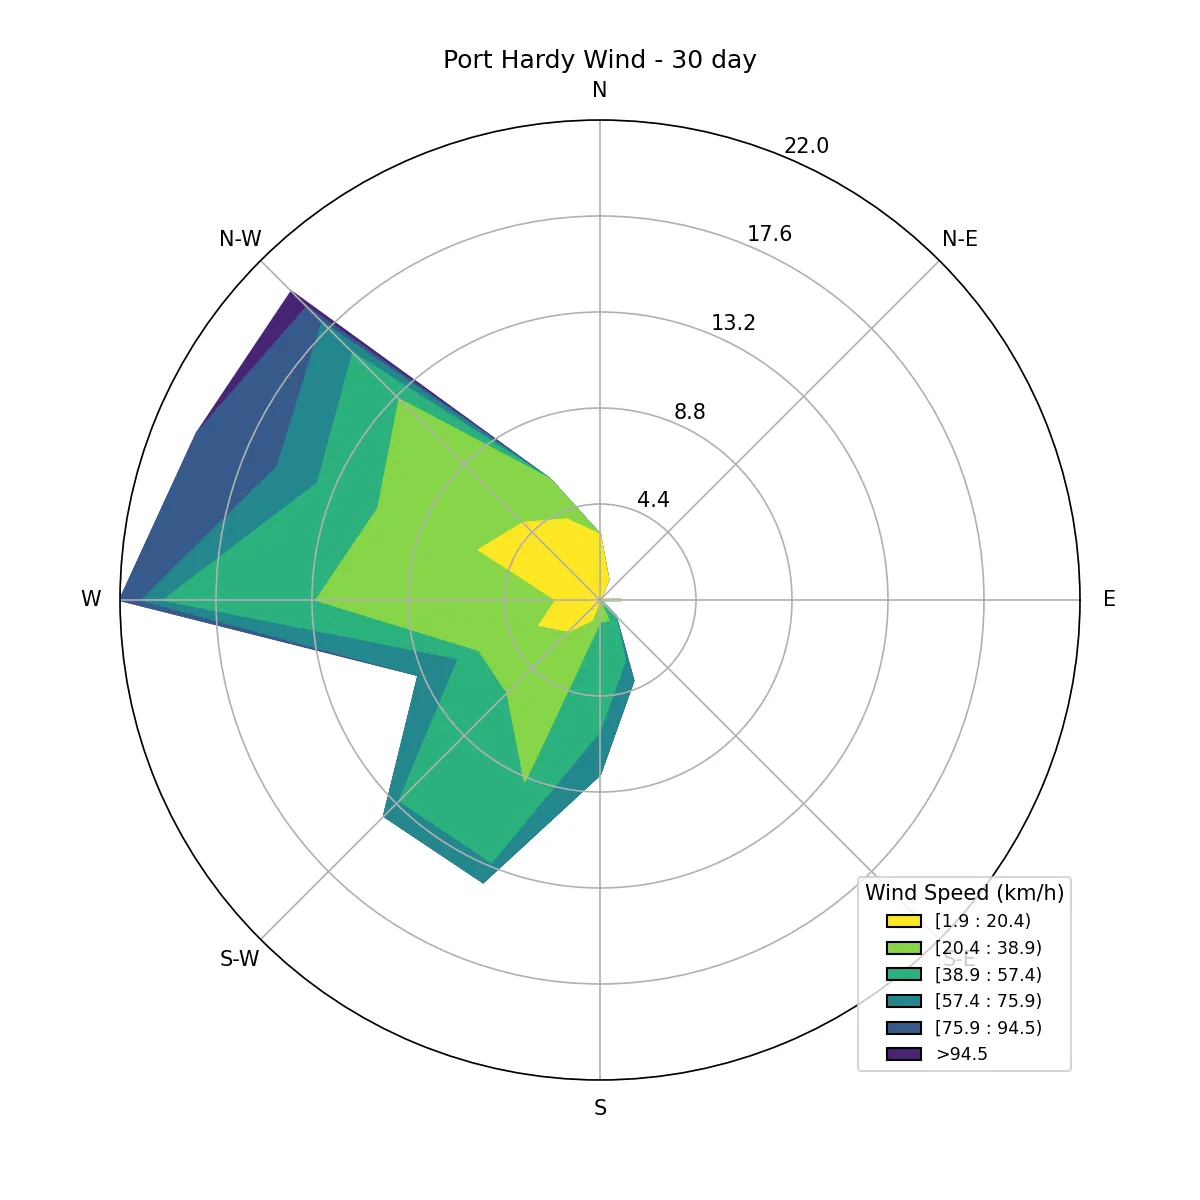 Port Hardy Wind - 30 day
N
22.0
17.6
N-W
N-E
13.2
8.8
4.4
W
E
Wind Speed (km/h)
[1.9 : 20.4)
[20.4 : 38.9)
S-W
S-E
[38.9 : 57.4)
[57.4 : 75.9)
[75.9 : 94.5)
>94.5
S